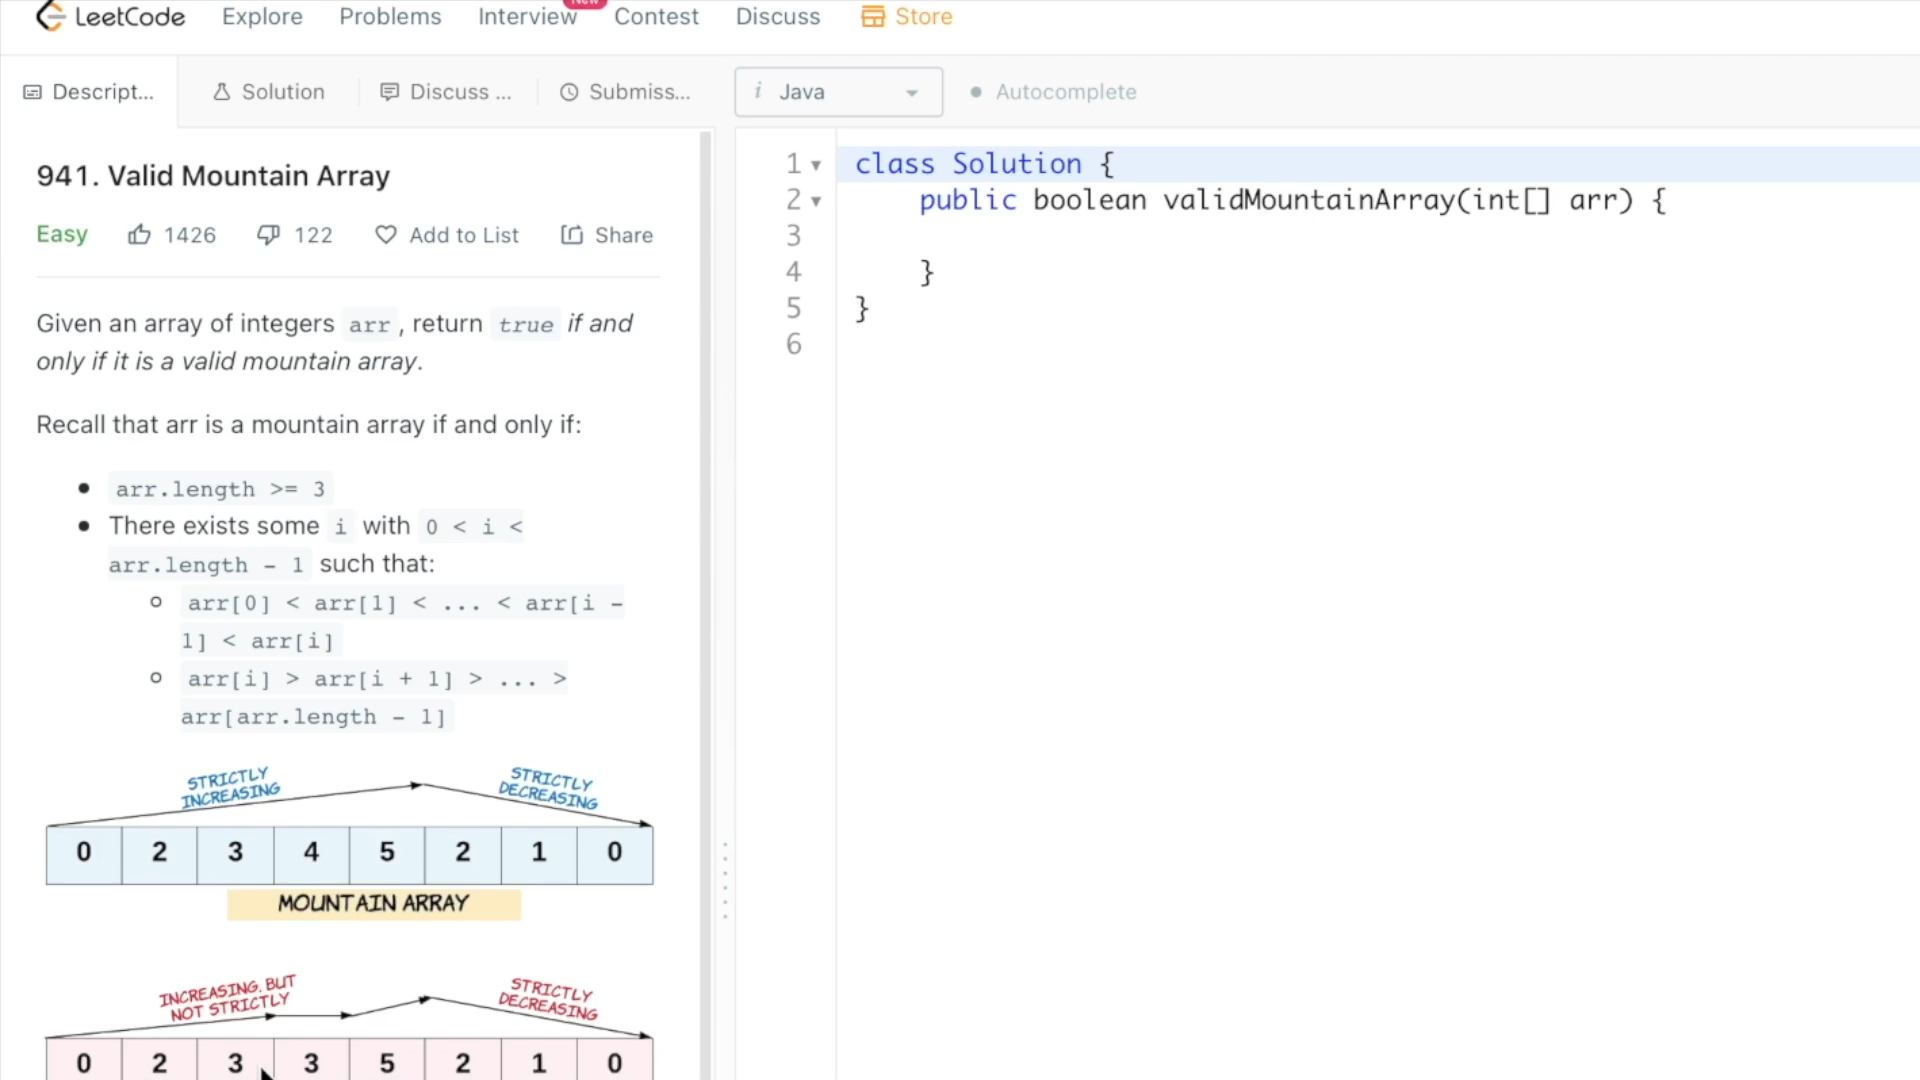 LeetCode Explore Problems Interview New Contest Discuss Store
Descript... Solution Discuss ... Submiss... i Java Autocomplete
941. Valid Mountain Array
Easy 1426 122 Add to List Share
Given an array of integers arr, return true if and
only if it is a valid mountain array.
Recall that arr is a mountain array if and only if:
arr.length >= 3
There exists some i with 0 < i <
arr.length - 1 such that:
arr[0] < arr[1] < ... < arr[i -
1] < arr[i]
arr[i] > arr[i + 1] > ... >
arr[arr.length - 1]
STRICTLY
INCREASING
STRICTLY
DECREASING
0 2 3 4 5 2 1 0
MOUNTAIN ARRAY
INCREASING, BUT
NOT STRICTLY
STRICTLY
DECREASING
0 2 3 3 5 2 1 0
1 class Solution {
2 public boolean validMountainArray(int[] arr) {
3
4 }
5 }
6